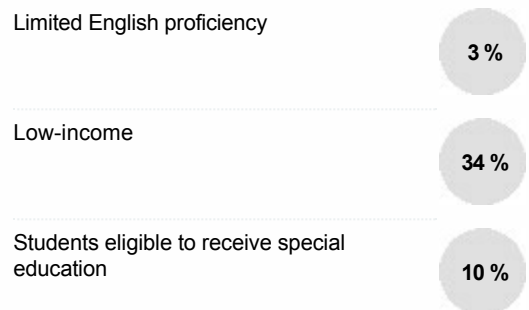 Limited English proficiency
3 %
Low-income
34 %
Students eligible to receive special
education
10 %